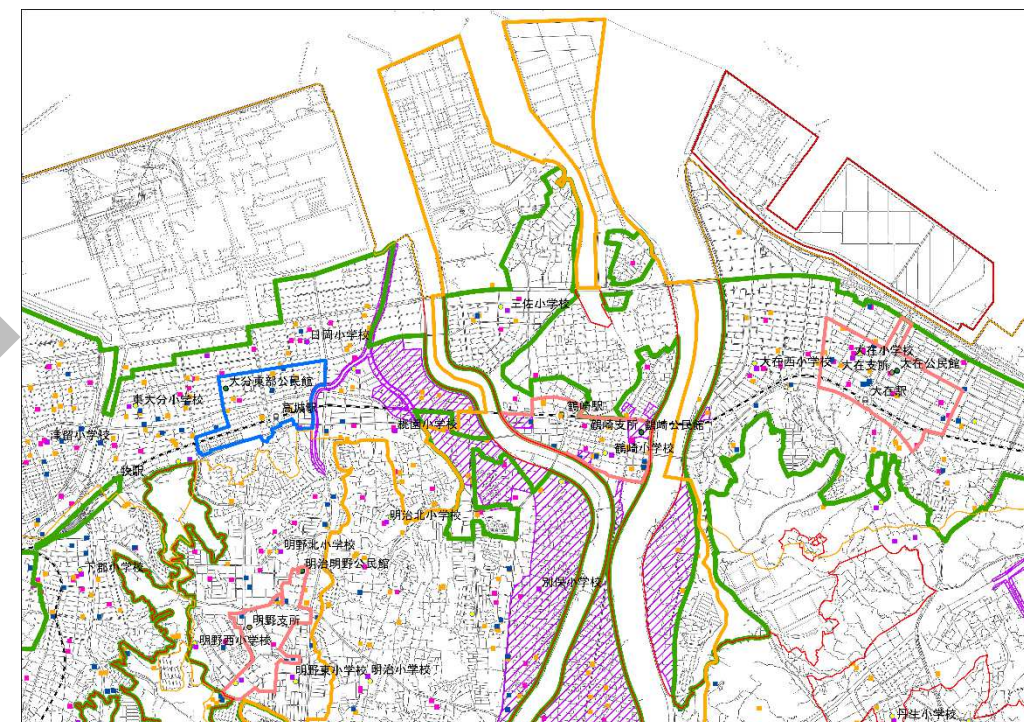 三佐小学校
日岡小学校
大在小学校
大在西小学校
大在支所
大在公民館
大分東部公民館
大在駅
東大分小学校
高城駅
鶴崎駅
桃園小学校
鶴崎支所
鶴崎公民館
鶴崎小学校
津留小学校
牧駅
明治北小学校
明野北小学校
明治明野公民館
下郡小学校
別保小学校
明野支所
明野西小学校
明野東小学校
明治小学校
丹生小学校